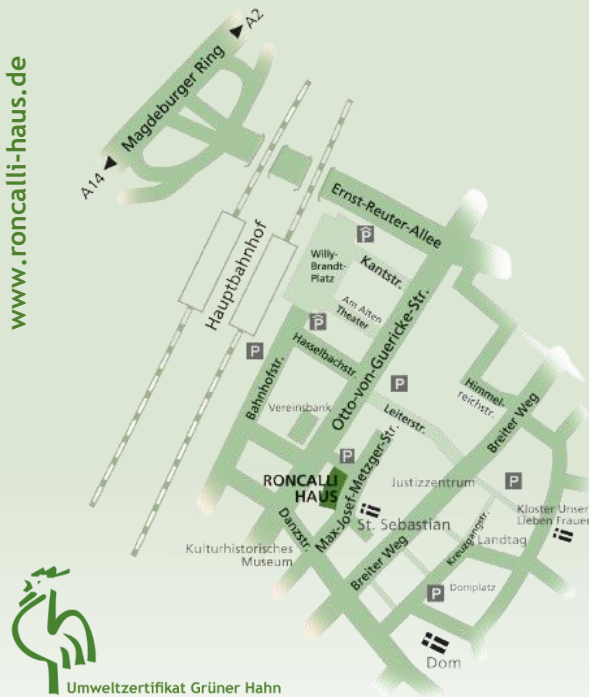 www.roncalli-haus.de
A2
Magdeburger Ring
A14
Ernst-Reuter-Allee
Hauptbahnhof
P
Willy-
Brandt-
Platz
Kantstr.
Am Alten
Theater
P
P
Hasselbachstr.
Otto-von-Guericke-Str.
Bahnhofstr.
P
Himmel-
reichstr.
Vereinsbank
Leiterstr.
Breiter Weg
P
RONCALLI
HAUS
Max-Josef-Metzger-Str.
Justizzentrum
P
Kloster Unser
Lieben Frauen
St. Sebastian
Danzstr.
Kreuzgangstr.
Landtag
Kulturhistorisches
Museum
Breiter Weg
P
Domplatz
Dom
Umweltzertifikat Grüner Hahn